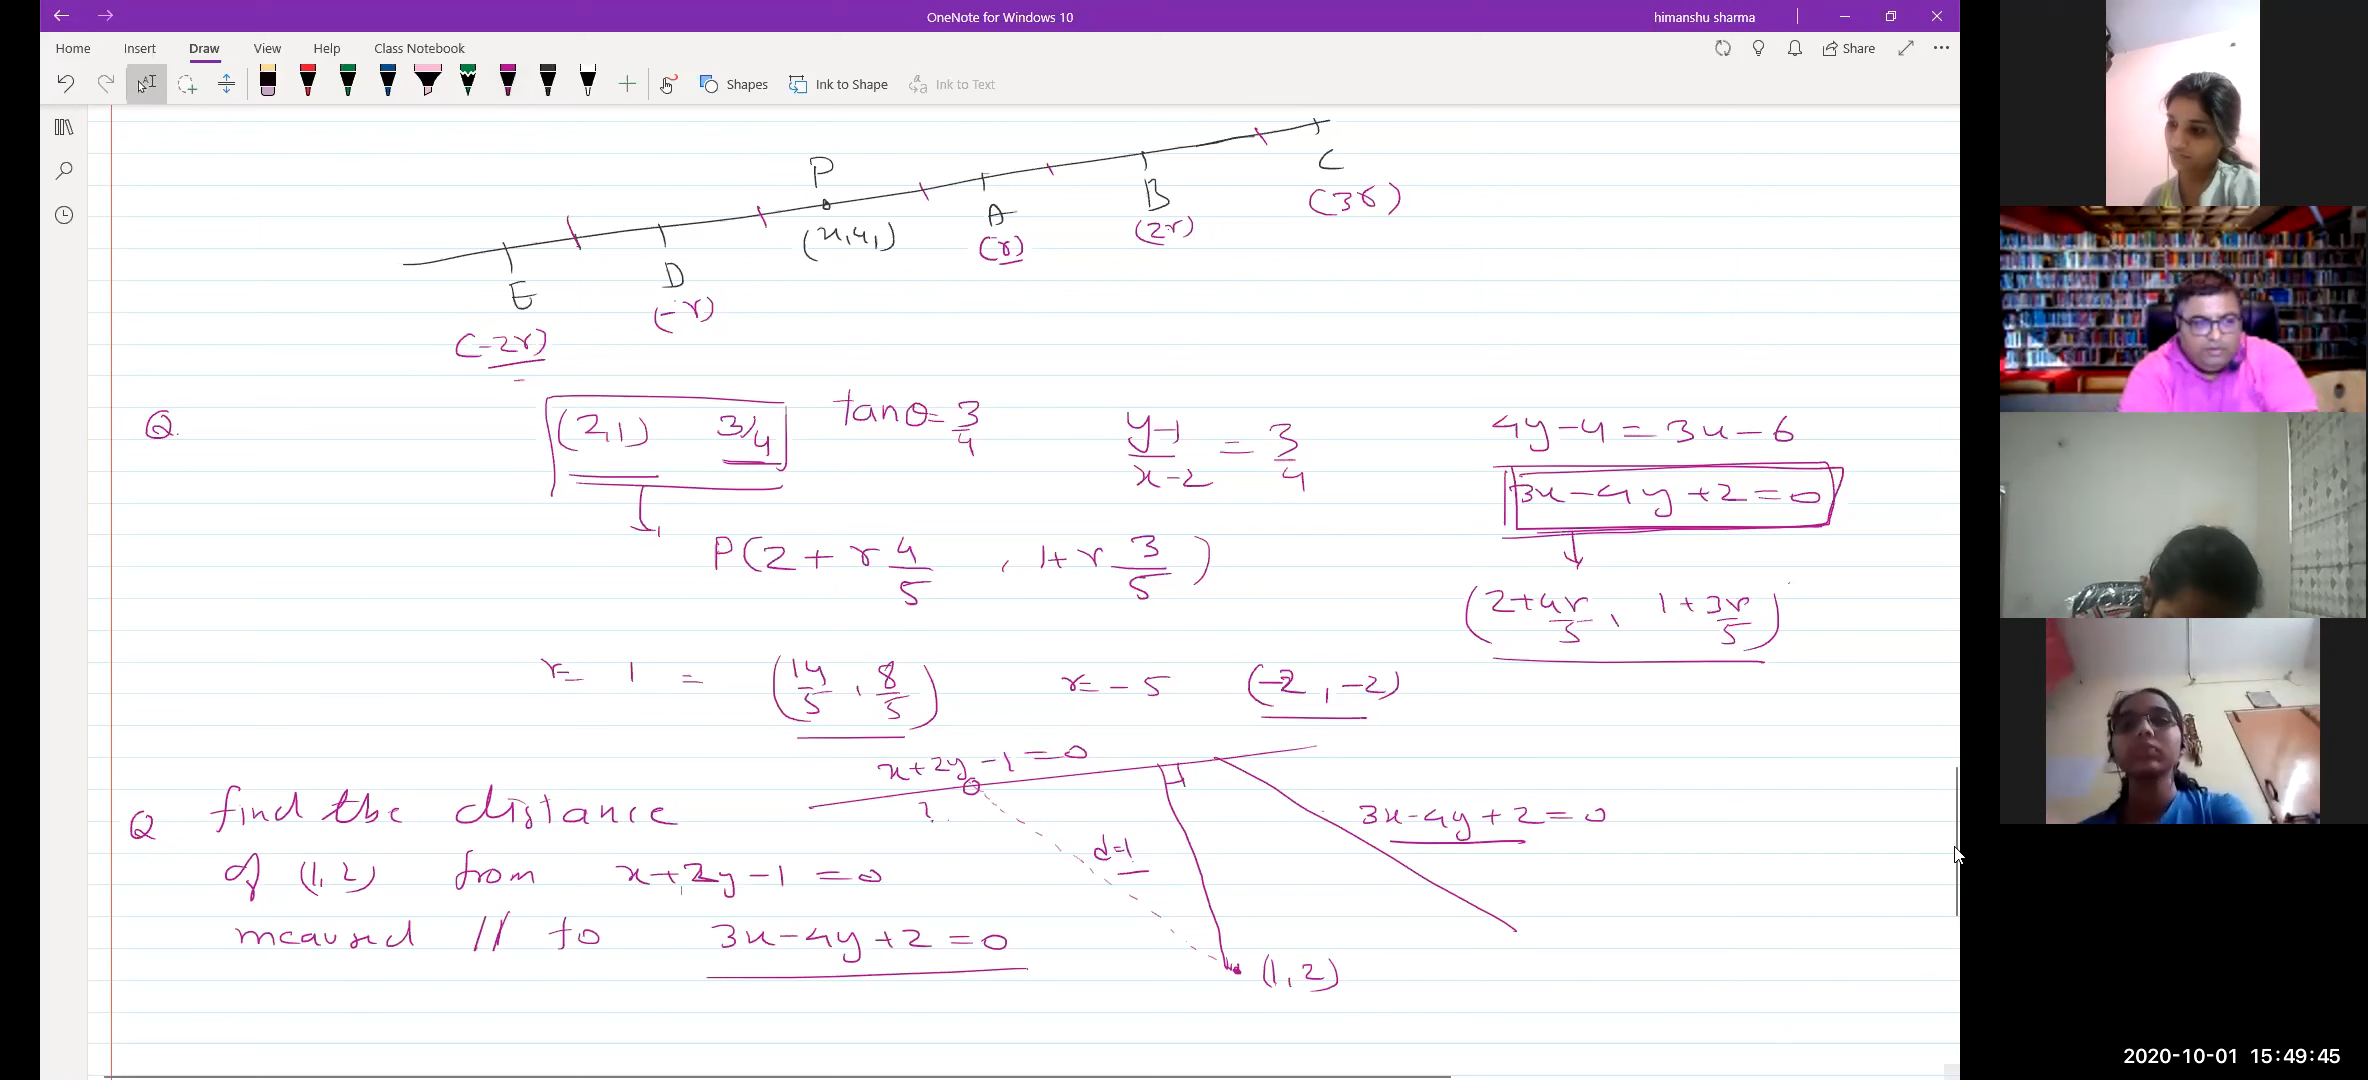 OneNote for Windows 10
himanshu sharma
Home Insert Draw View Help Class Notebook
Share
Shapes Ink to Shape Ink to Text
P
C
(3r)
B
(2r)
A
(r)
(x1, y1)
D
(-r)
E
(-2r)
Q. (2,1) 3/4 tanθ = 3/4 y-1/x-2 = 3/4 4y-4 = 3x-6
3x-4y+2=0
P(2 + r 4/5 , 1+r 3/5)
(2+4r/5 , 1+3r/5)
r= 1 = (14/5 , 8/5) r= -5 (-2, -2)
x+2y-1=0
Q find the distance
?
3x-4y+2=0
d=1
of (1,2) from x+2y-1=0
meaused // to 3x-4y+2=0
(1,2)
2020-10-01 15:49:45